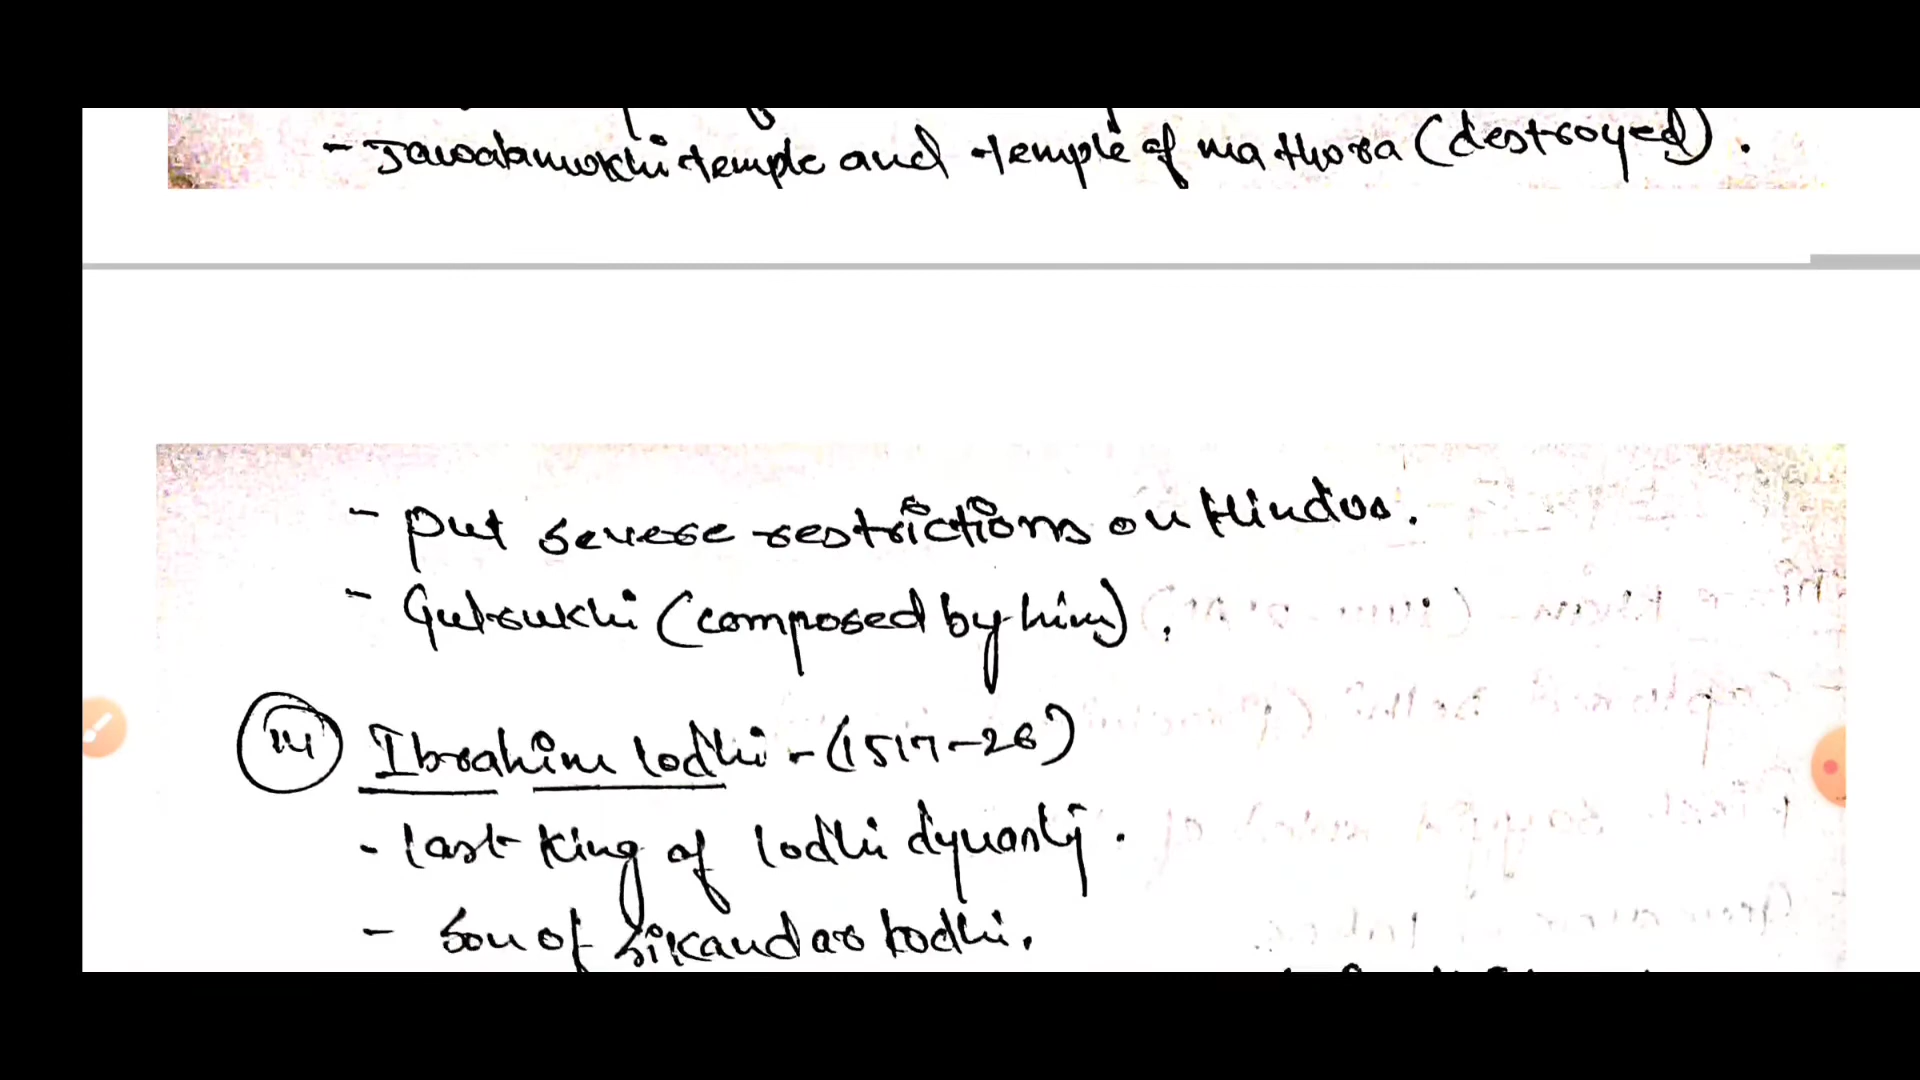 - Jawalamukhi temple and temple of mathura (destroyed).
- put severe restrictions on Hindus.
- Gulrukhi (composed by him).
14 Ibrahim lodhi - (1517-26)
- last king of lodhi dynasty.
- Son of Sikandar lodhi.